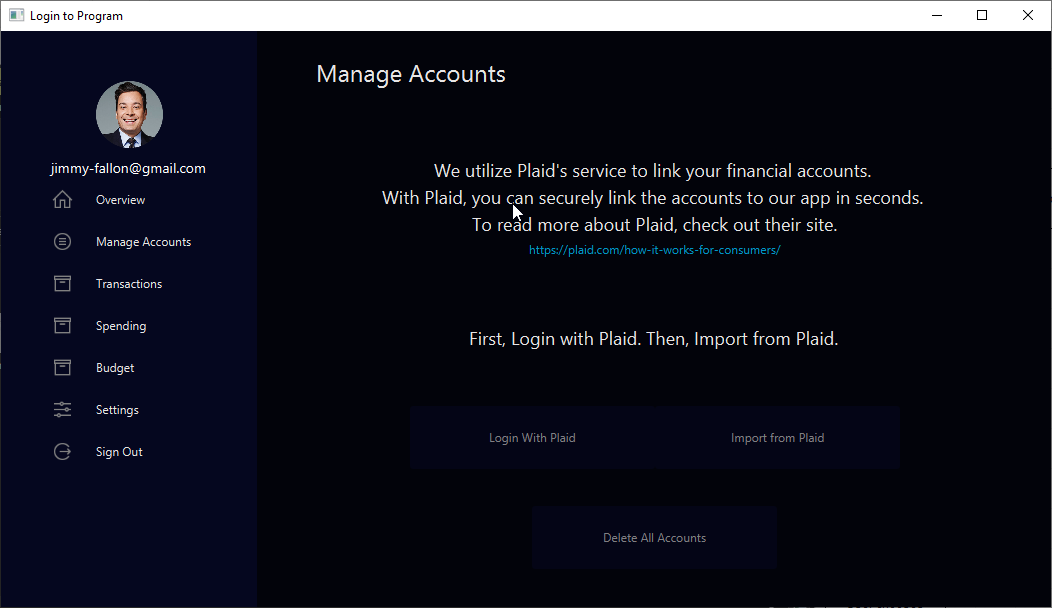 Login to Program
jimmy-fallon@gmail.com
Overview
Manage Accounts
Transactions
Spending
Budget
Settings
Sign Out
Manage Accounts
We utilize Plaid's service to link your financial accounts.
With Plaid, you can securely link the accounts to our app in seconds.
To read more about Plaid, check out their site.
https://plaid.com/how-it-works-for-consumers/
First, Login with Plaid. Then, Import from Plaid.
Login With Plaid
Import from Plaid
Delete All Accounts